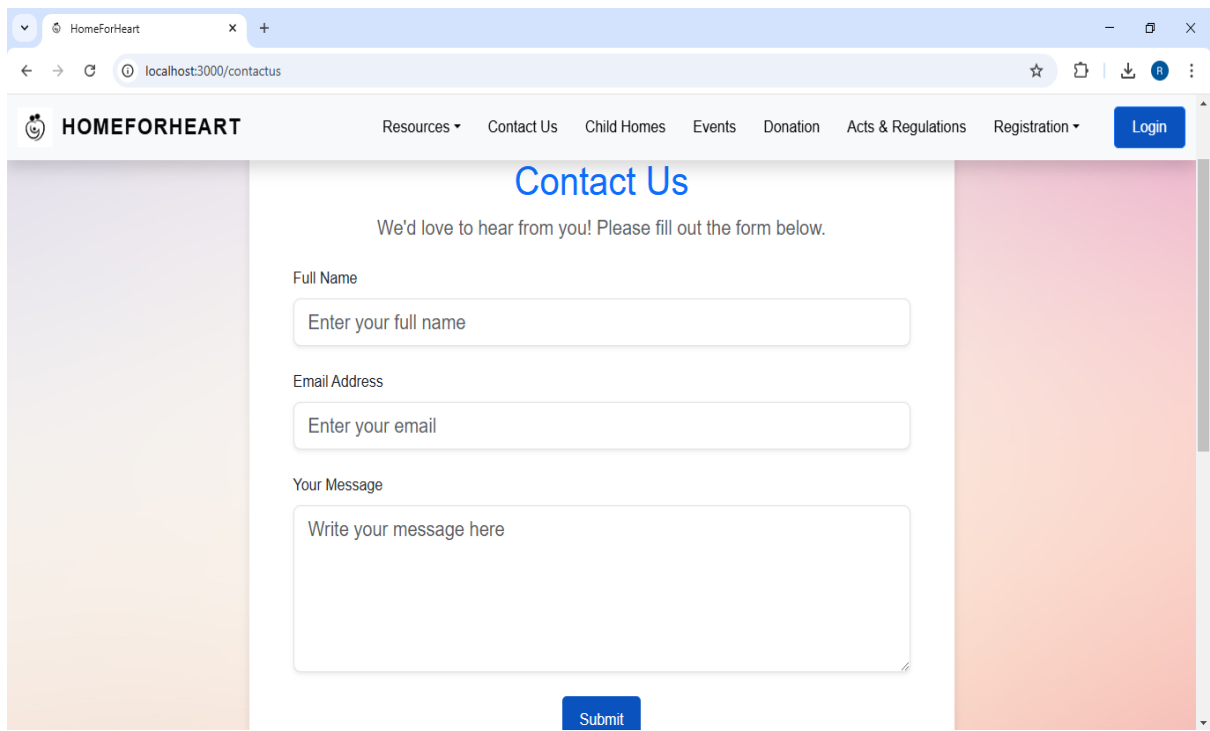 HomeForHeart
localhost:3000/contactus
R
HOMEFORHEART Resources Contact Us Child Homes Events Donation Acts & Regulations Registration Login
Contact Us
We'd love to hear from you! Please fill out the form below.
Full Name
Enter your full name
Email Address
Enter your email
Your Message
Write your message here
Submit